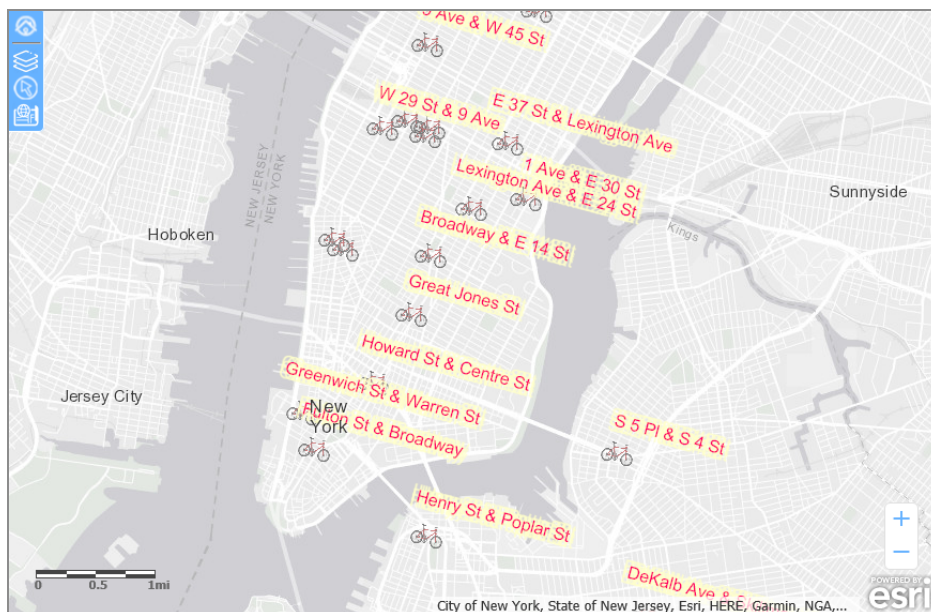 5 Ave & W 45 St
W 29 St & 9 Ave
E 37 St & Lexington Ave
1 Ave & E 30 St
Lexington Ave & E 24 St
Sunnyside
NEW JERSEY
NEW YORK
Hoboken
Broadway & E 14 St
Kings
Great Jones St
Howard St & Centre St
Greenwich St & Warren St
Jersey City
New
York
Fulton St & Broadway
S 5 Pl & S 4 St
Henry St & Poplar St
+
−
DeKalb Ave &
0 0.5 1mi
POWERED BY
esri
City of New York, State of New Jersey, Esri, HERE, Garmin, NGA,...